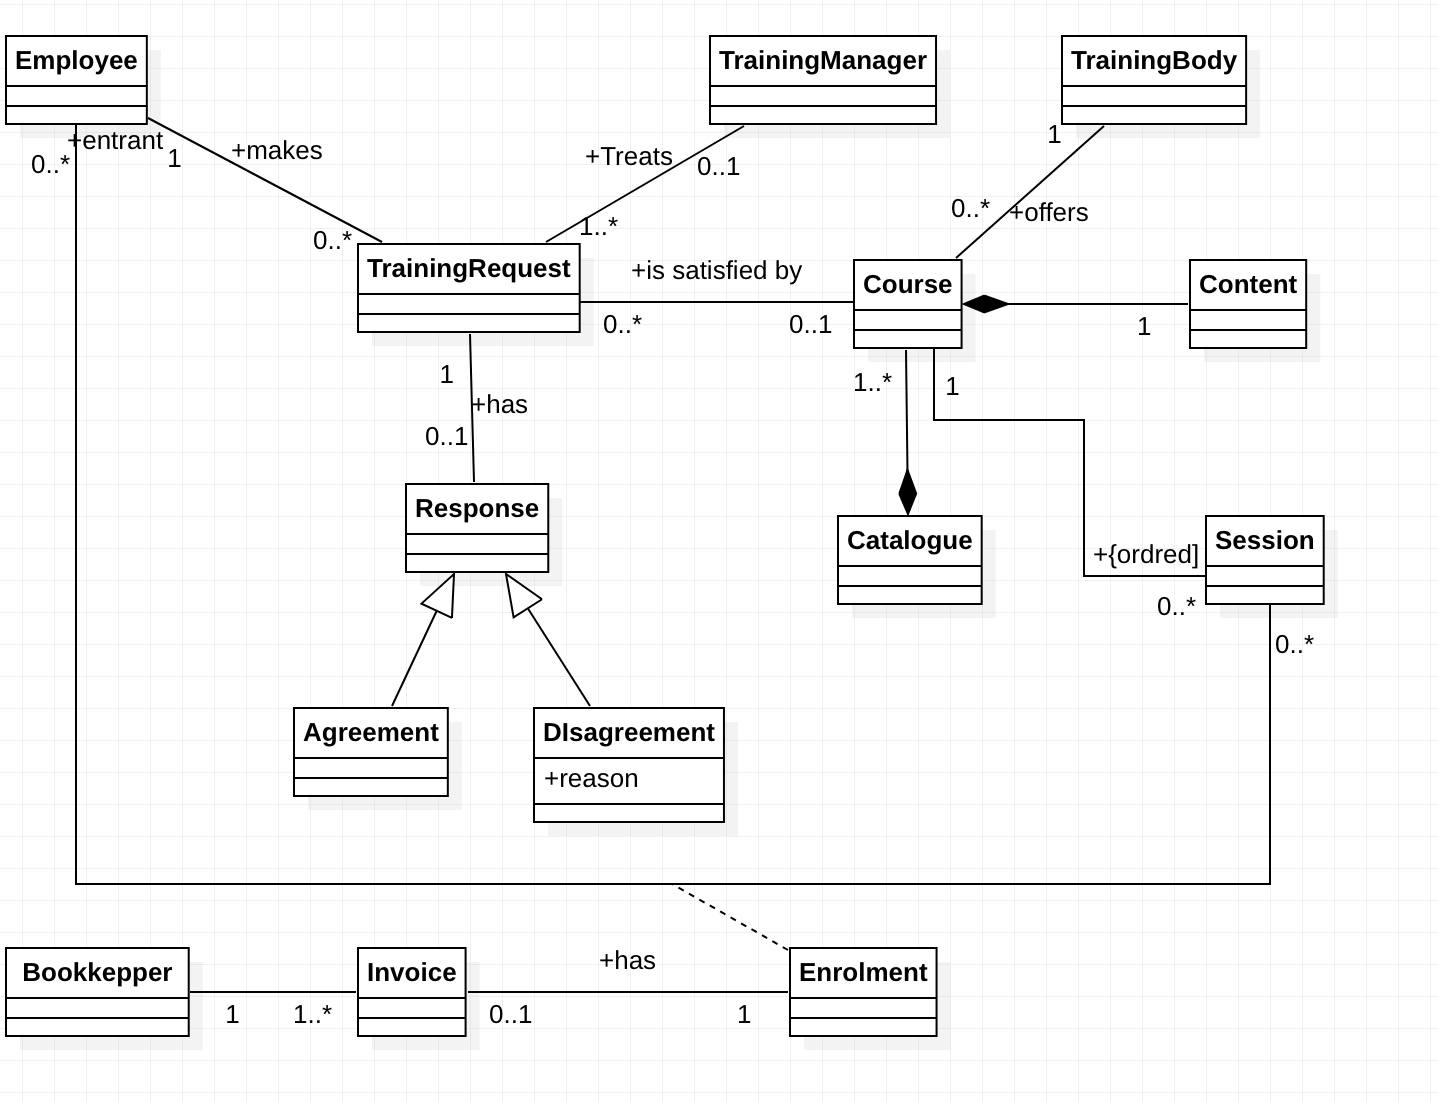 Employee
TrainingManager
TrainingBody
+entrant
0..*
1
+makes
+Treats
0..1
1
0..*
+offers
0..*
1..*
TrainingRequest
+is satisfied by
0..*
0..1
Course
Content
1
1
+has
0..1
1..*
1
Response
Catalogue
+{ordred]
Session
0..*
0..*
Agreement
DIsagreement
+reason
Bookkepper
1
1..*
Invoice
+has
0..1
1
Enrolment